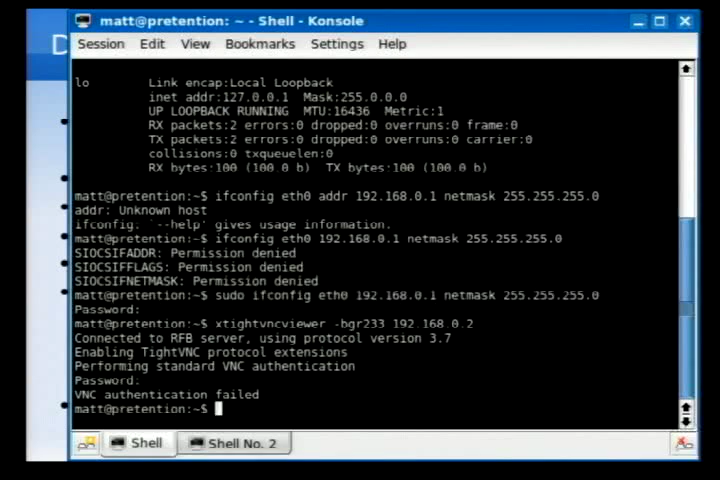 D
matt@pretention: ~ - Shell - Konsole
Session Edit View Bookmarks Settings Help
lo Link encap:Local Loopback
inet addr:127.0.0.1 Mask:255.0.0.0
UP LOOPBACK RUNNING MTU:16436 Metric:1
RX packets:2 errors:0 dropped:0 overruns:0 frame:0
TX packets:2 errors:0 dropped:0 overruns:0 carrier:0
collisions:0 txqueuelen:0
RX bytes:100 (100.0 b) TX bytes:100 (100.0 b)
matt@pretention:~$ ifconfig eth0 addr 192.168.0.1 netmask 255.255.255.0
addr: Unknown host
ifconfig: `--help' gives usage information.
matt@pretention:~$ ifconfig eth0 192.168.0.1 netmask 255.255.255.0
SIOCSIFADDR: Permission denied
SIOCSIFFLAGS: Permission denied
SIOCSIFNETMASK: Permission denied
matt@pretention:~$ sudo ifconfig eth0 192.168.0.1 netmask 255.255.255.0
Password:
matt@pretention:~$ xtightvncviewer -bgr233 192.168.0.2
Connected to RFB server, using protocol version 3.7
Enabling TightVNC protocol extensions
Performing standard VNC authentication
Password:
VNC authentication failed
matt@pretention:~$
Shell Shell No. 2